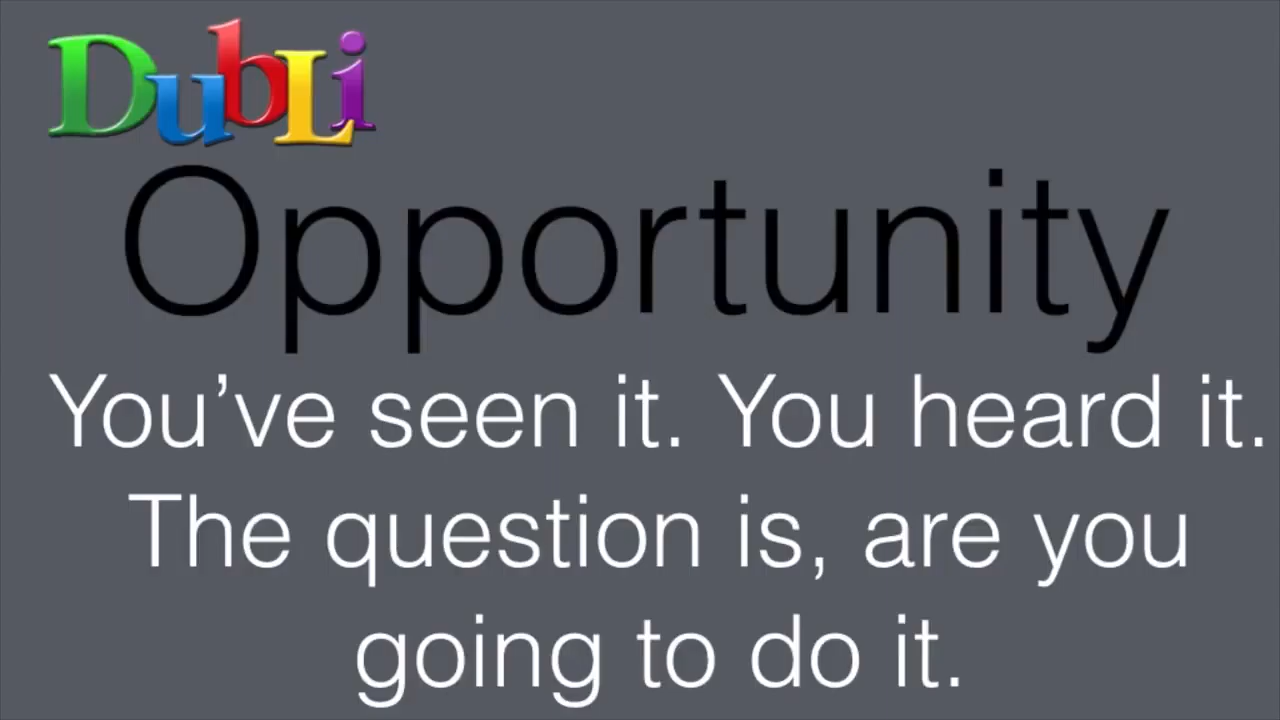 DubLi
Opportunity
You’ve seen it. You heard it.
The question is, are you
going to do it.